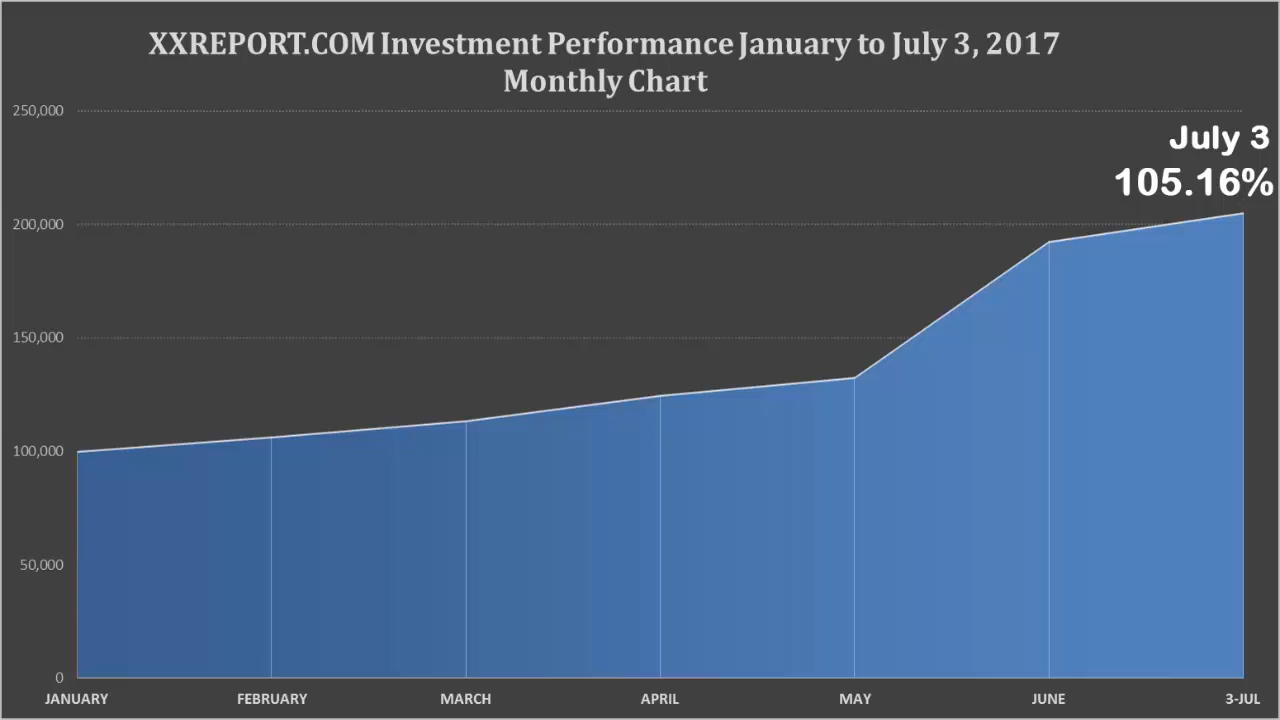 XXREPORT.COM Investment Performance January to July 3, 2017
Monthly Chart
250,000
July 3
105.16%
200,000
150,000
100,000
50,000
0
JANUARY FEBRUARY MARCH APRIL MAY JUNE 3-JUL